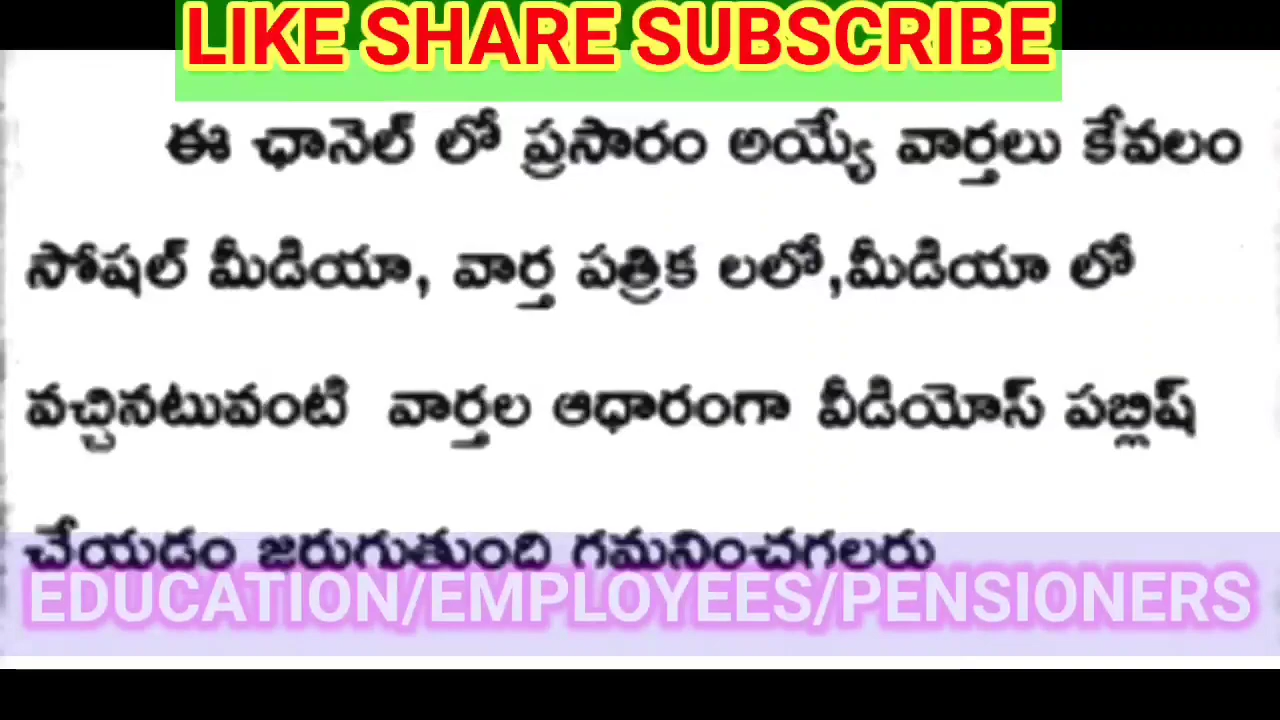 LIKE SHARE SUBSCRIBE
ఈ ఛానెల్ లో ప్రసారం అయ్యే వార్తలు కేవలం
సోషల్ మీడియా, వార్త పత్రిక లలో,మీడియా లో
వచ్చినటువంటి వార్తల ఆధారంగా వీడియోస్ పబ్లిష్
చేయడం జరుగుతుంది గమనించగలరు
EDUCATION/EMPLOYEES/PENSIONERS